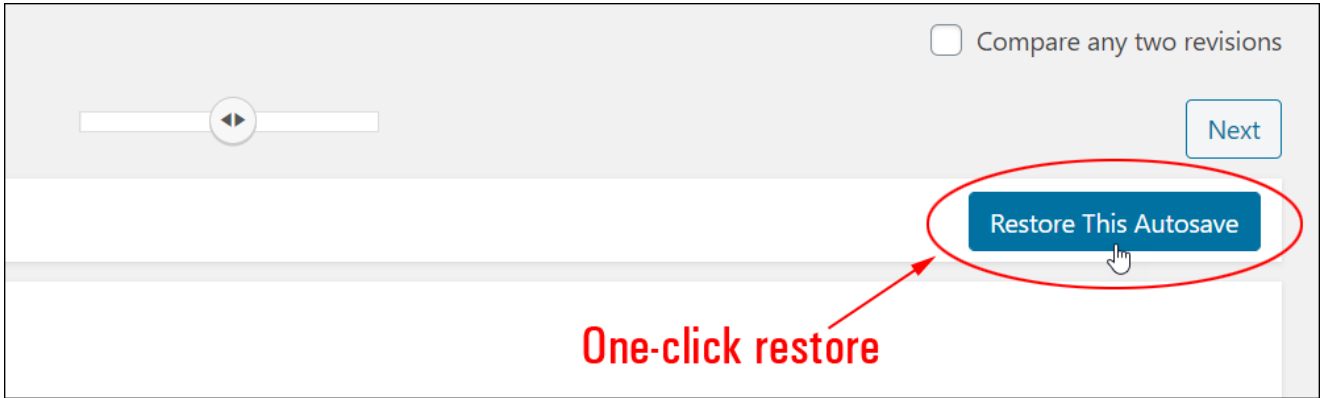 Compare any two revisions
Next
Restore This Autosave
One-click restore